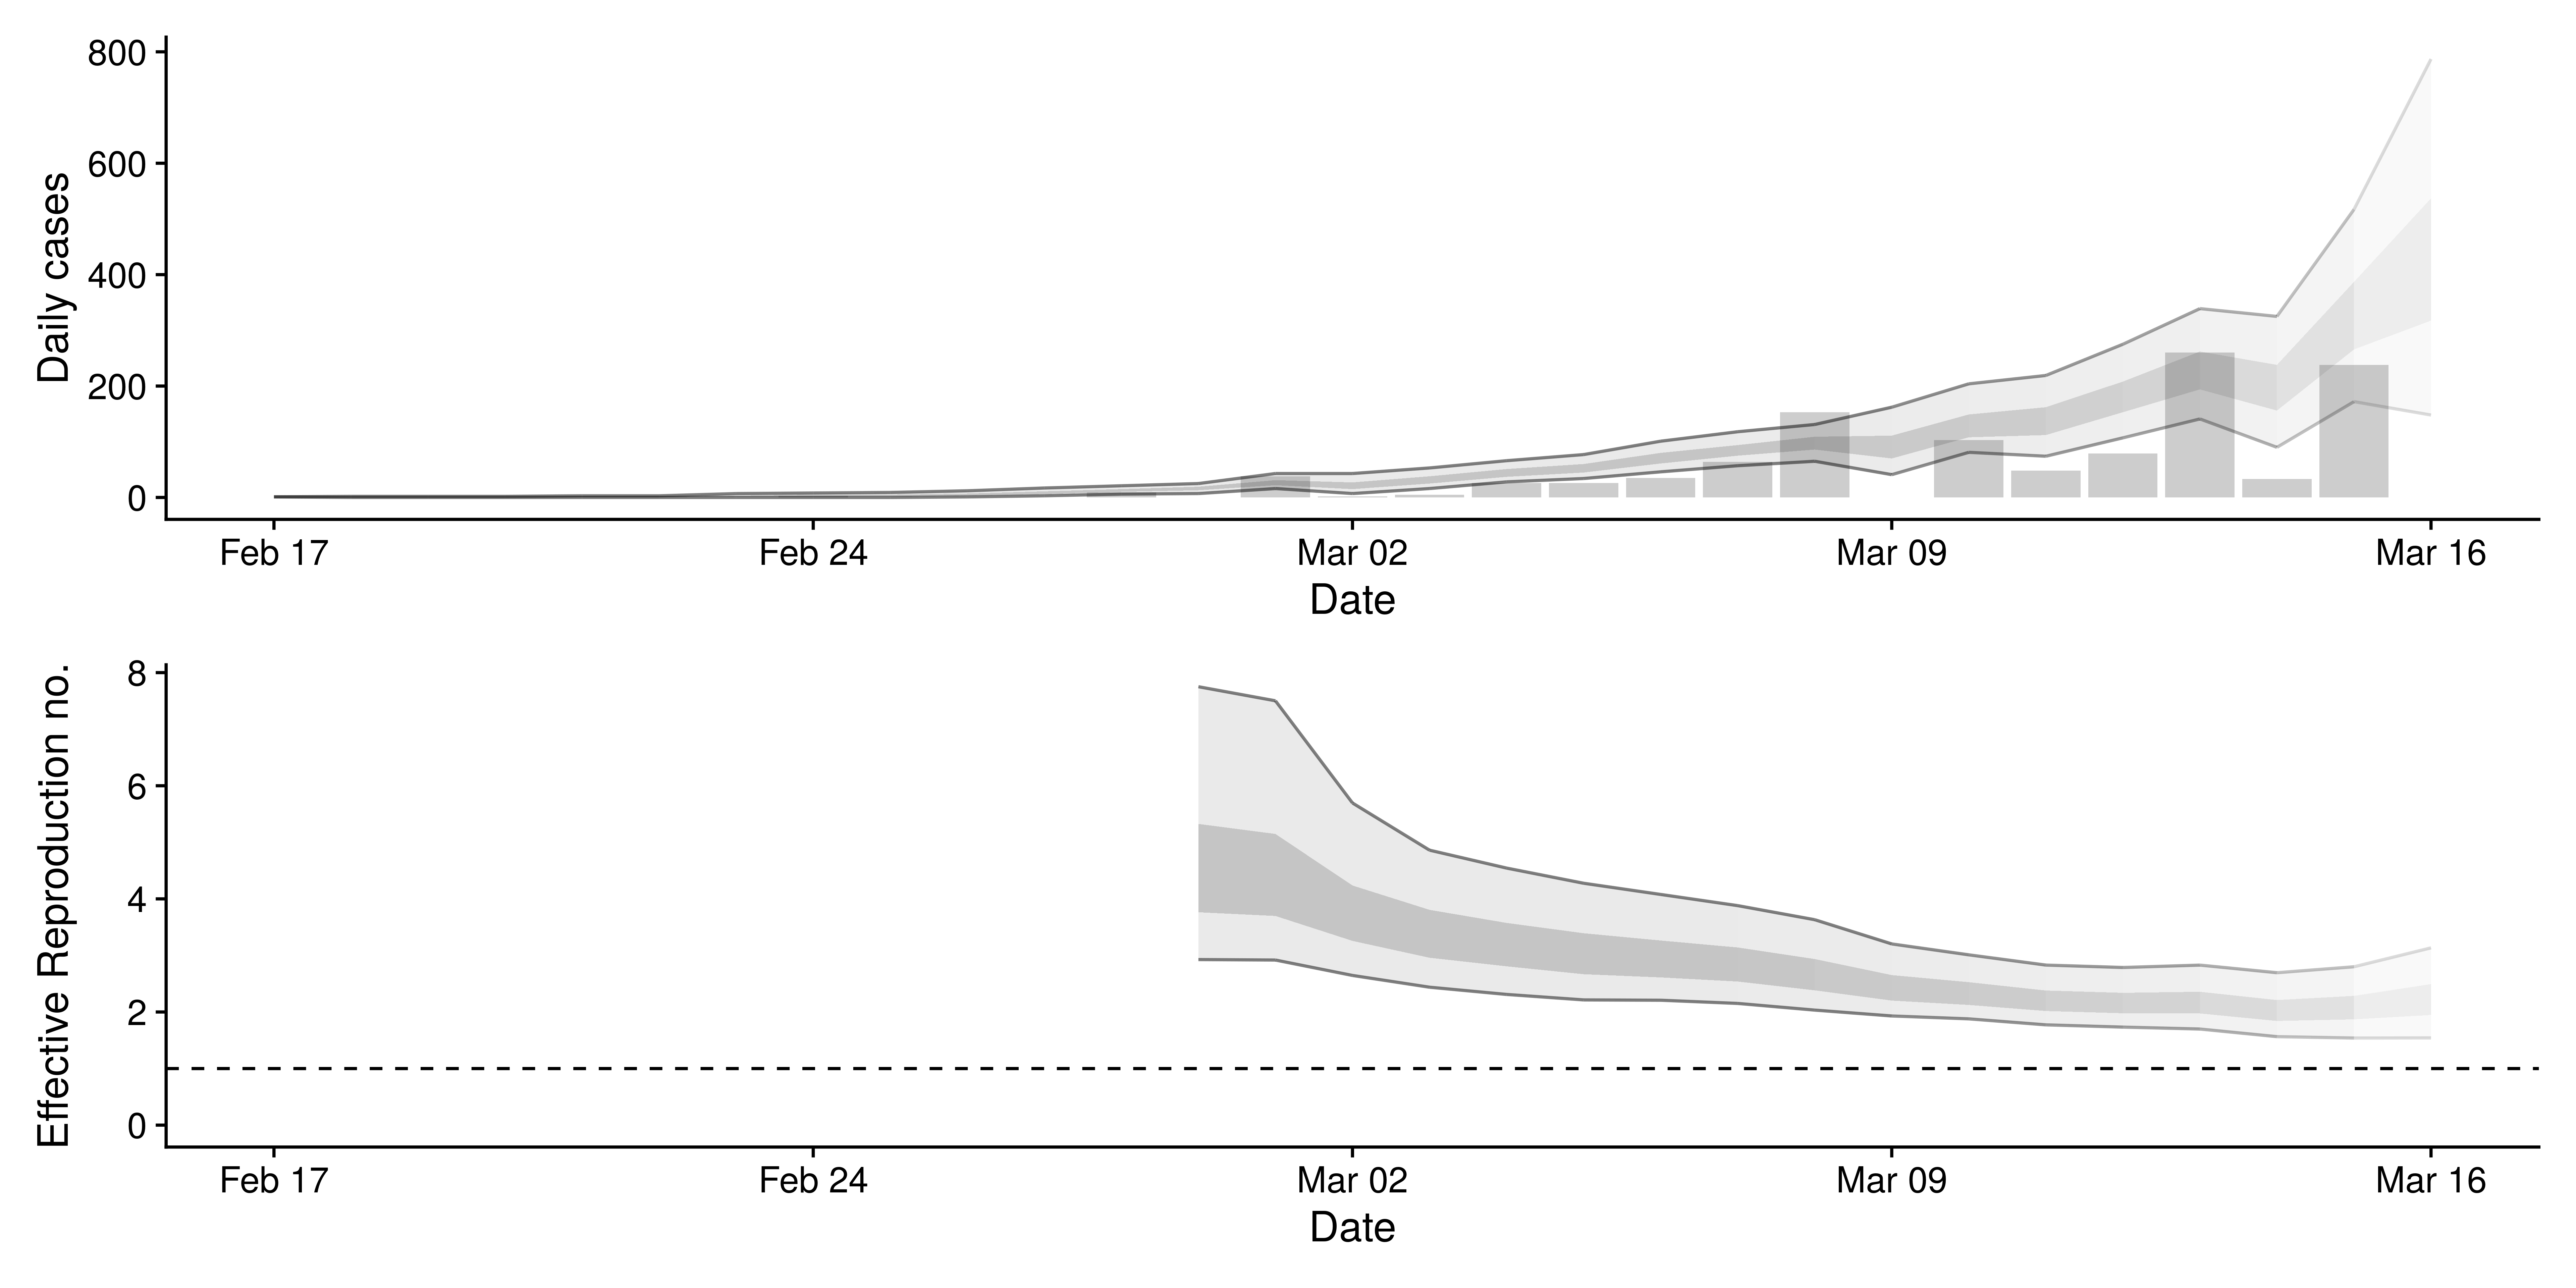 Daily cases
800
600
400
200
0
Feb 17 Feb 24 Mar 02 Mar 09 Mar 16
Date
Effective Reproduction no.
8
6
4
2
0
Feb 17 Feb 24 Mar 02 Mar 09 Mar 16
Date